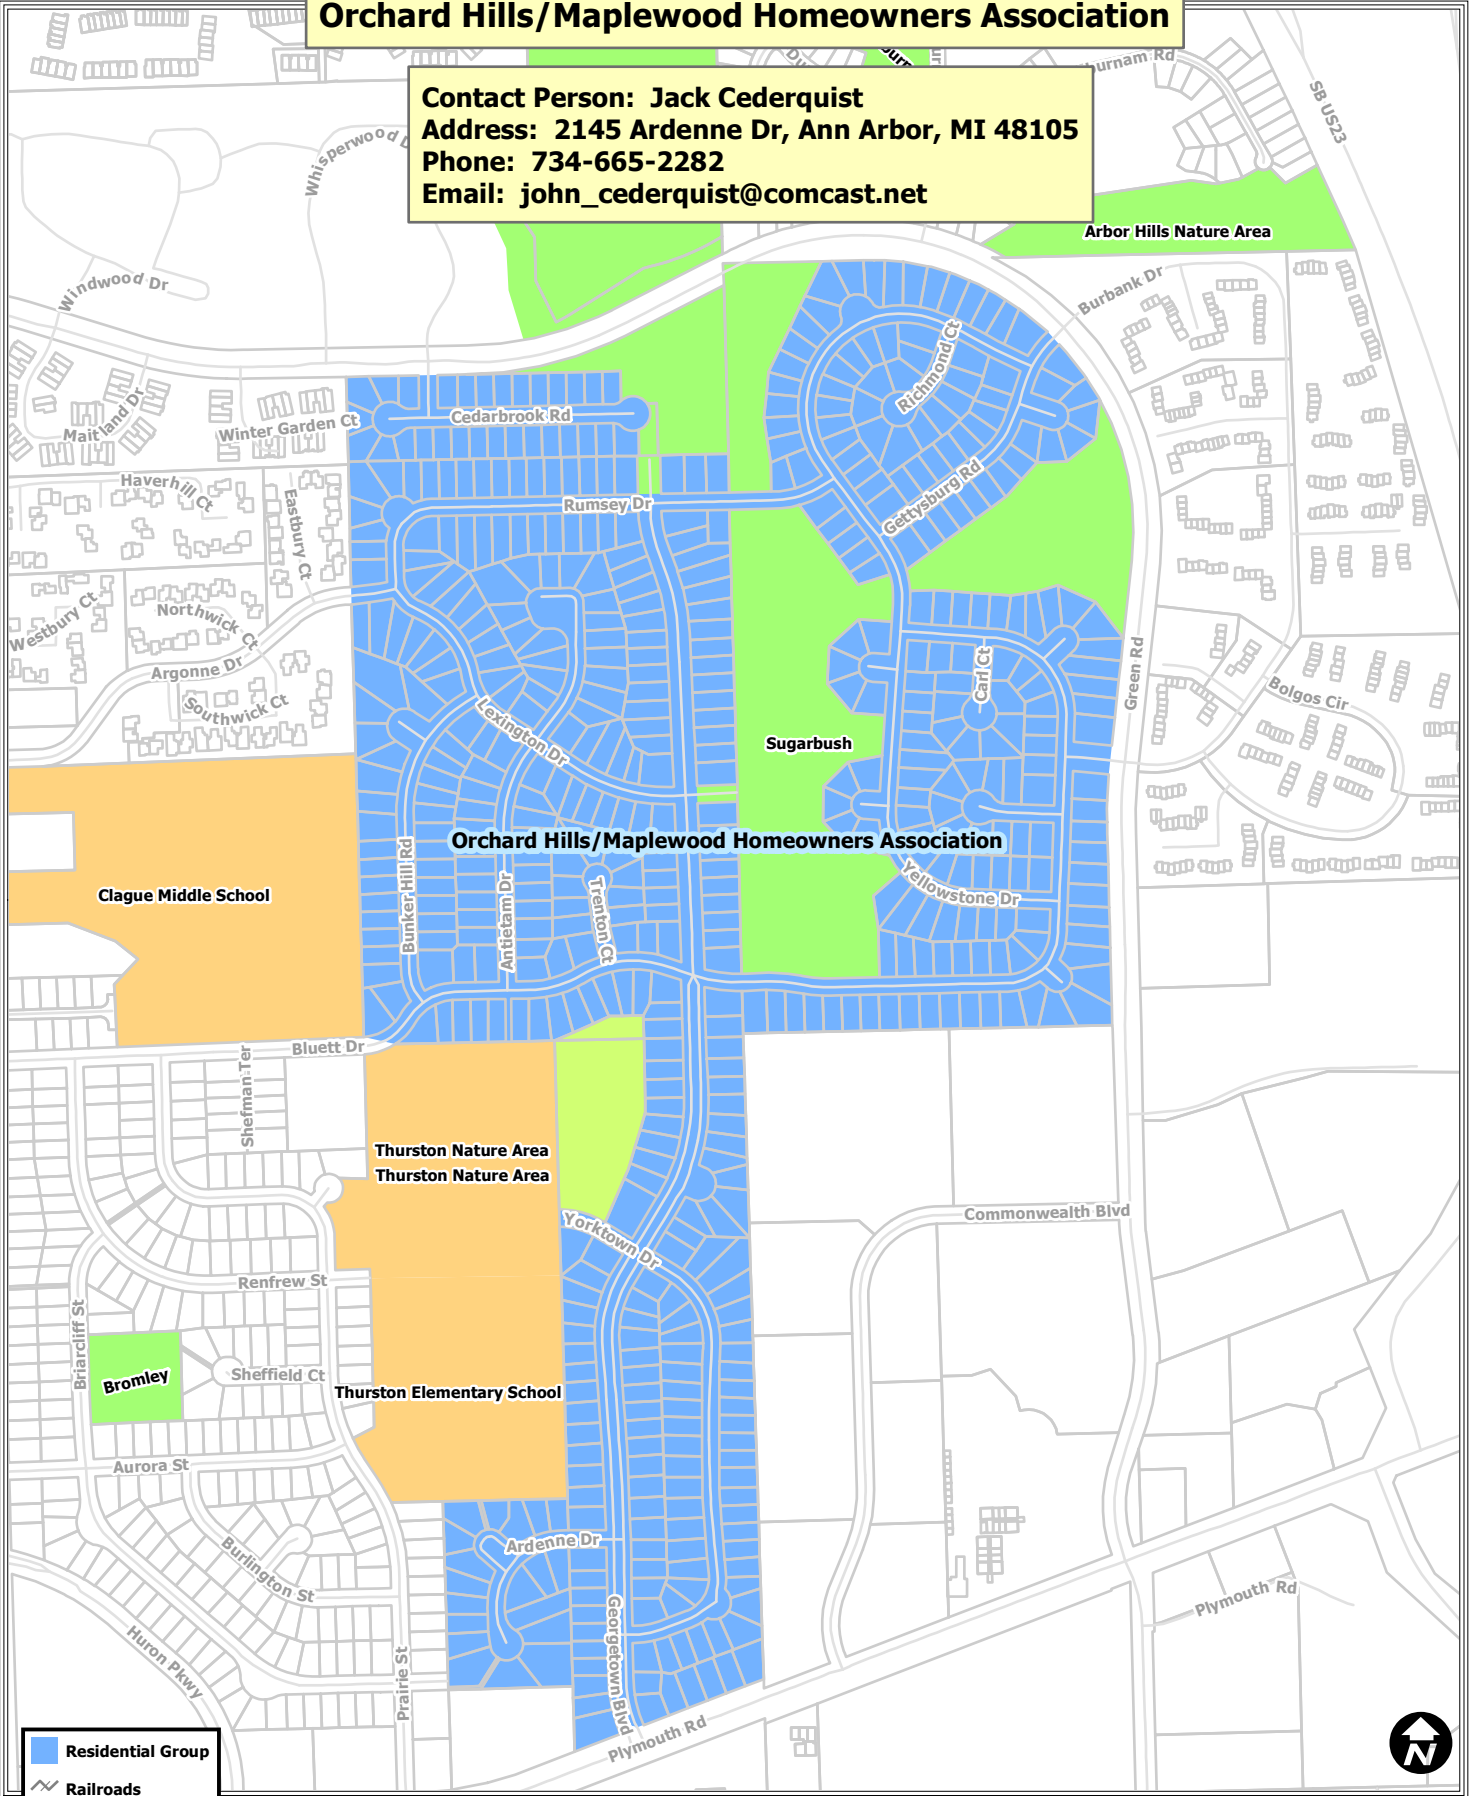 Orchard Hills/Maplewood Homeowners Association
Contact Person: Jack Cederquist
Address: 2145 Ardenne Dr, Ann Arbor, MI 48105
Phone: 734-665-2282
Email: john_cederquist@comcast.net
SB US23
Whisperwood
Arbor Hills Nature Area
Windwood Dr
Burbank Dr
Richmond Ct
Maitland Dr
Winter Garden Ct
Cedarbrook Rd
Haverhill Ct
Eastbury Ct
Rumsey Dr
Gettysburg Rd
Westbury Ct
Northwick Ct
Argonne Dr
Southwick Ct
Carl Ct
Green Rd
Bolgos Cir
Lexington Dr
Sugarbush
Orchard Hills/Maplewood Homeowners Association
Clague Middle School
Bunker Hill Rd
Antietam Dr
Trenton Ct
Yellowstone Dr
Bluett Dr
Shefman Ter
Thurston Nature Area
Thurston Nature Area
Yorktown Dr
Commonwealth Blvd
Renfrew St
Briarcliff St
Bromley
Sheffield Ct
Thurston Elementary School
Aurora St
Burlington St
Ardenne Dr
Georgetown Blvd
Plymouth Rd
Huron Pkwy
Prairie St
Plymouth Rd
Residential Group
Railroads
N